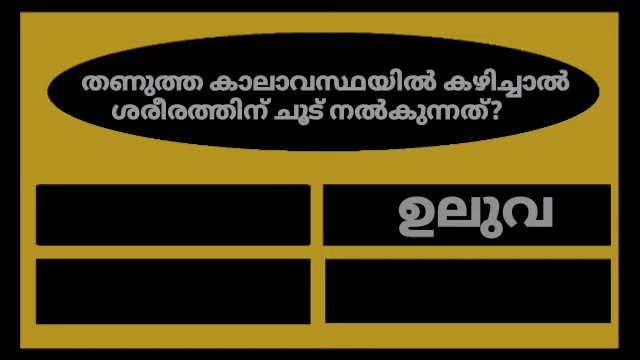 തണുത്ത കാലാവസ്ഥയിൽ കഴിച്ചാൽ
ശരീരത്തിന് ചൂട് നൽകുന്നത്?
ഉലുവ